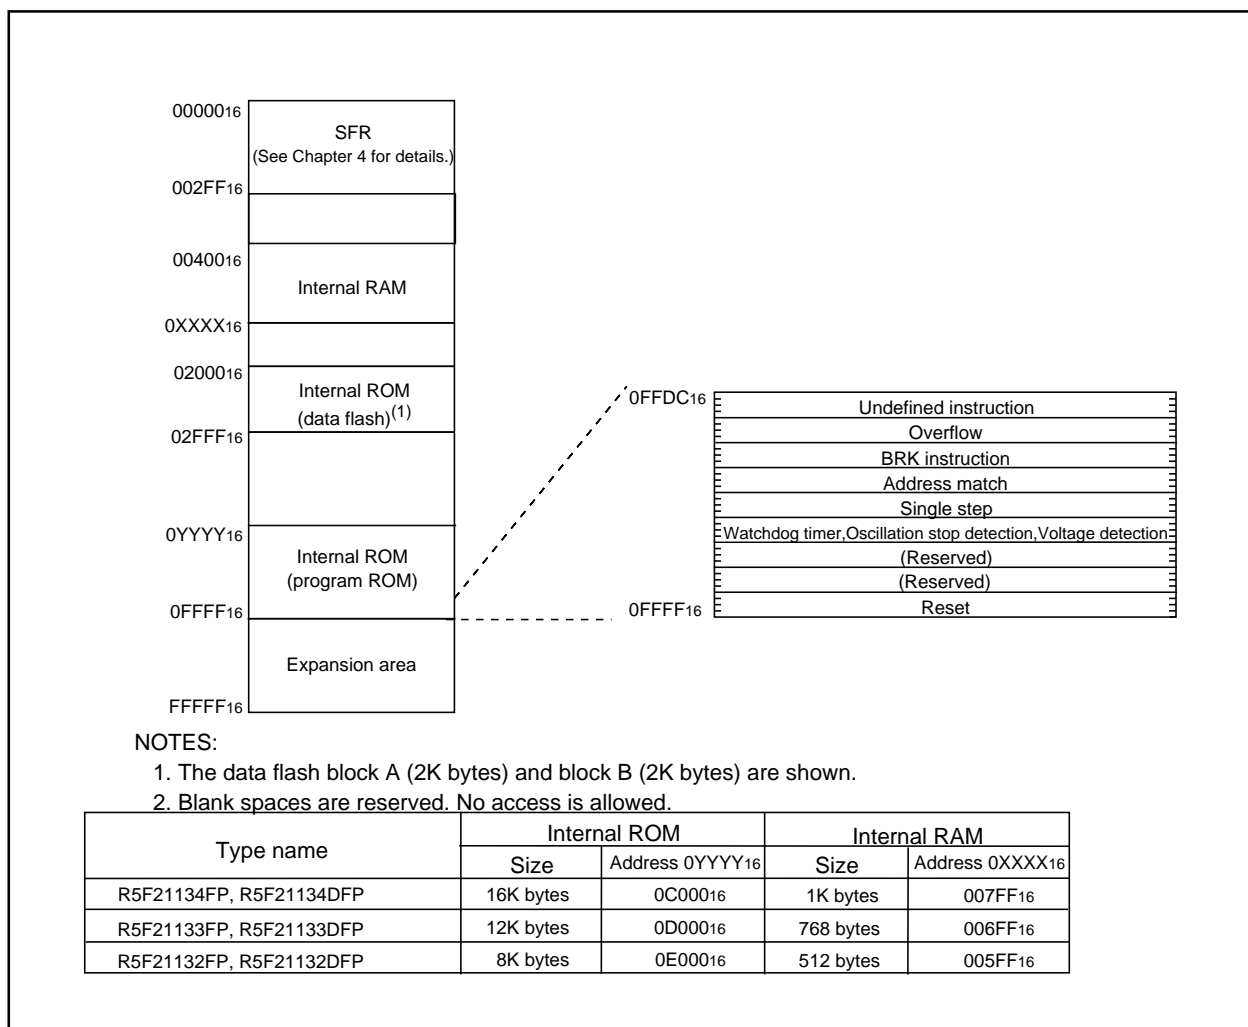 0000016
SFR
(See Chapter 4 for details.)
002FF16
0040016
Internal RAM
0XXXX16
0200016
Internal ROM
(data flash)(1)
02FFF16
0YYYY16
Internal ROM
(program ROM)
0FFFF16
Expansion area
FFFFF16
0FFDC16
Undefined instruction
Overflow
BRK instruction
Address match
Single step
Watchdog timer,Oscillation stop detection,Voltage detection
(Reserved)
(Reserved)
0FFFF16
Reset
NOTES:
1. The data flash block A (2K bytes) and block B (2K bytes) are shown.
2. Blank spaces are reserved. No access is allowed.
Type name Internal ROM Internal RAM
Size Address 0YYYY16 Size Address 0XXXX16
R5F21134FP, R5F21134DFP 16K bytes 0C00016 1K bytes 007FF16
R5F21133FP, R5F21133DFP 12K bytes 0D00016 768 bytes 006FF16
R5F21132FP, R5F21132DFP 8K bytes 0E00016 512 bytes 005FF16